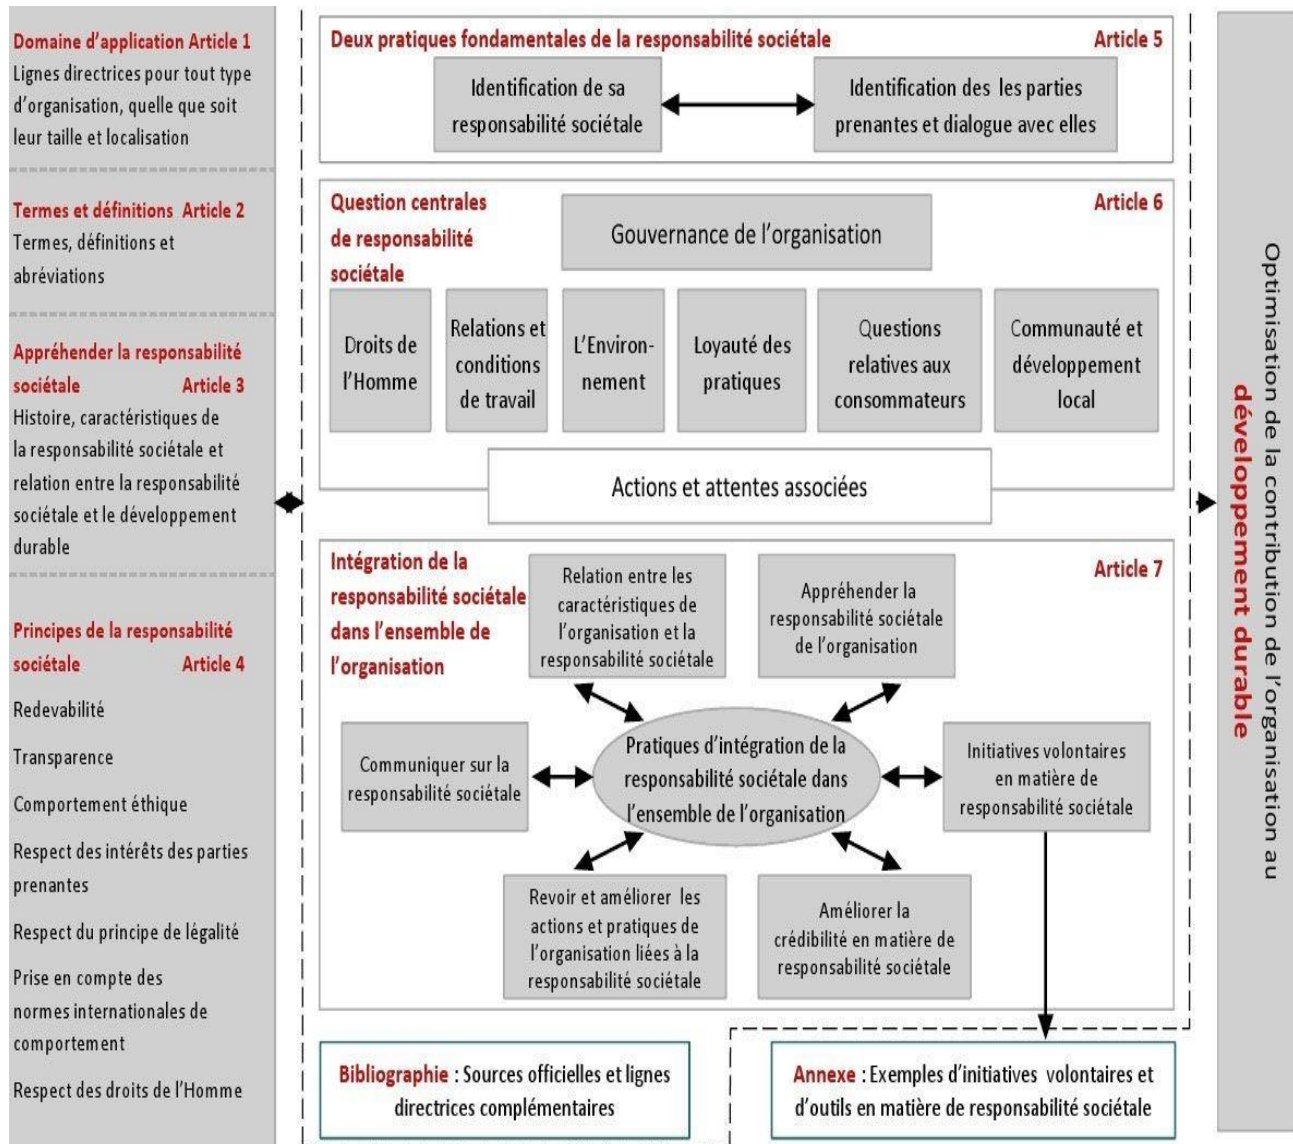 Domaine d'application Article 1
Lignes directrices pour tout type
d'organisation, quelle que soit
leur taille et localisation
Termes et définitions Article 2
Termes, définitions et
abréviations
Appréhender la responsabilité
sociétale Article 3
Histoire, caractéristiques de
la responsabilité sociétale et
relation entre la responsabilité
sociétale et le développement
durable
Principes de la responsabilité
sociétale Article 4
Redevabilité
Transparence
Comportement éthique
Respect des intérêts des parties
prenantes
Respect du principe de légalité
Prise en compte des
normes internationales de
comportement
Respect des droits de l'Homme
Deux pratiques fondamentales de la responsabilité sociétale Article 5
Identification de sa
responsabilité sociétale
Identification des les parties
prenantes et dialogue avec elles
Question centrales
de responsabilité
sociétale
Article 6
Gouvernance de l'organisation
Droits de
l'Homme
Relations et
conditions
de travail
L'Environ-
nement
Loyauté des
pratiques
Questions
relatives aux
consommateurs
Communauté et
développement
local
Actions et attentes associées
Intégration de la
responsabilité sociétale
dans l'ensemble de
l'organisation
Article 7
Relation entre les
caractéristiques de
l'organisation et la
responsabilité sociétale
Appréhender la
responsabilité sociétale
de l'organisation
Communiquer sur la
responsabilité sociétale
Pratiques d'intégration de la
responsabilité sociétale dans
l'ensemble de l'organisation
Initiatives volontaires
en matière de
responsabilité sociétale
Revoir et améliorer les
actions et pratiques de
l'organisation liées à la
responsabilité sociétale
Améliorer la
crédibilité en matière de
responsabilité sociétale
Bibliographie : Sources officielles et lignes
directrices complémentaires
Annexe : Exemples d'initiatives volontaires et
d'outils en matière de responsabilité sociétale
Optimisation de la contribution de l'organisation au
développement durable